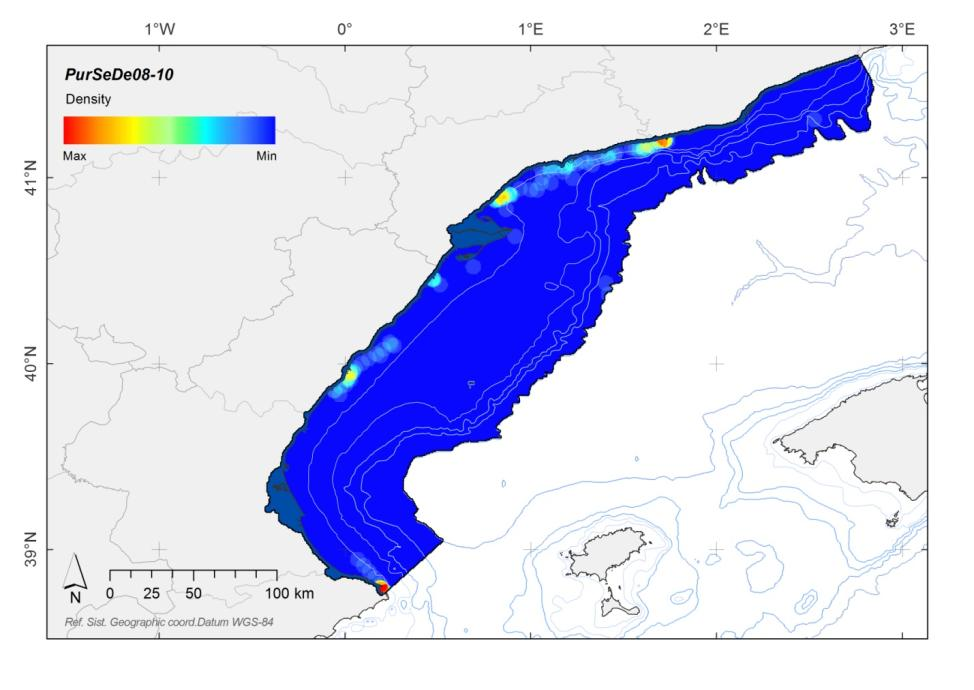 1°W 0° 1°E 2°E 3°E
PurSeDe08-10
Density
Max Min
41°N
40°N
39°N
N
0 25 50 100 km
Ref. Sist. Geographic coord.Datum WGS-84